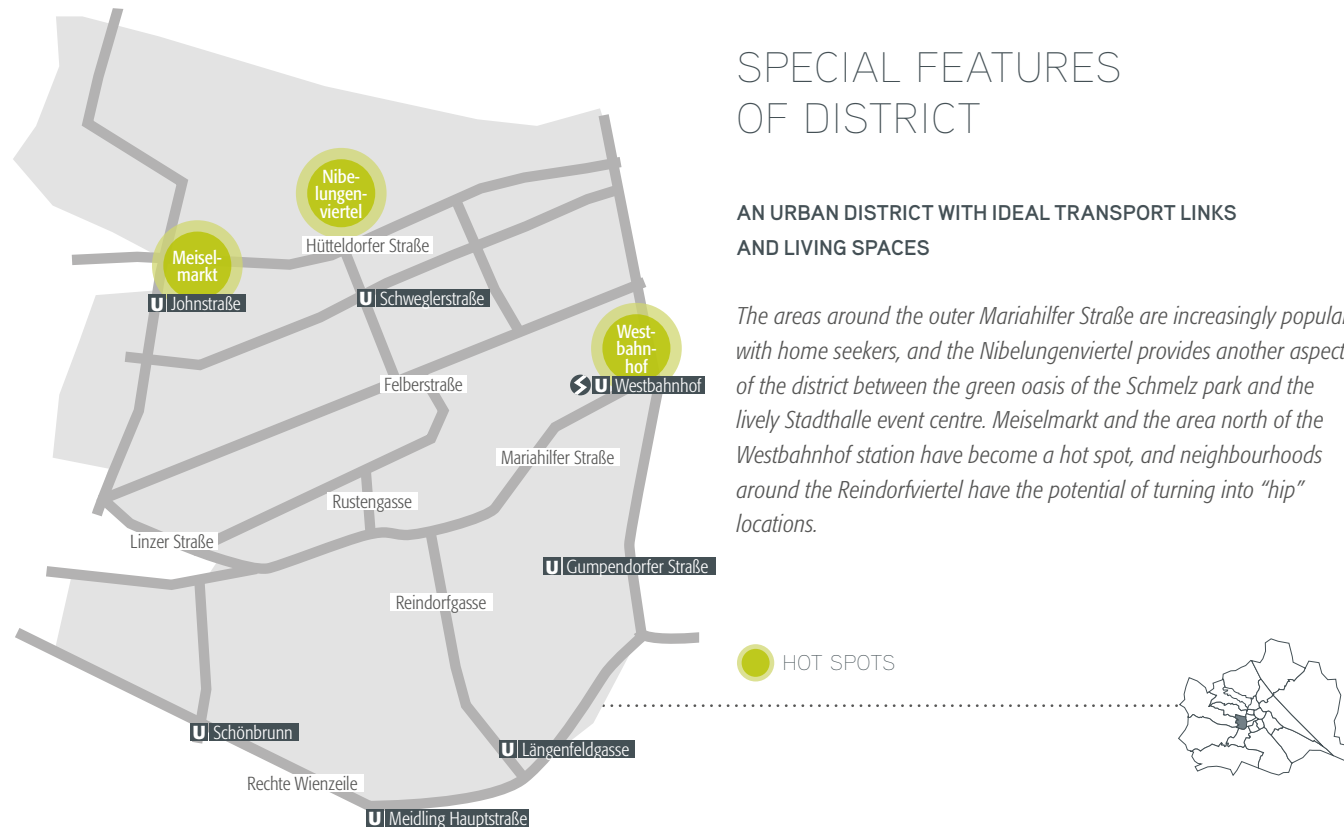 SPECIAL FEATURES
OF DISTRICT
AN URBAN DISTRICT WITH IDEAL TRANSPORT LINKS
AND LIVING SPACES
The areas around the outer Mariahilfer Straße are increasingly popular
with home seekers, and the Nibelungenviertel provides another aspect
of the district between the green oasis of the Schmelz park and the
lively Stadthalle event centre. Meiselmarkt and the area north of the
Westbahnhof station have become a hot spot, and neighbourhoods
around the Reindorfviertel have the potential of turning into “hip”
locations.
HOT SPOTS
Nibe-
lungen-
viertel
Hütteldorfer Straße
Meisel-
markt
U Johnstraße
U Schweglerstraße
West-
bahn-
hof
S U Westbahnhof
Felberstraße
Mariahilfer Straße
Rustengasse
Linzer Straße
U Gumpendorfer Straße
Reindorfgasse
U Schönbrunn
U Längenfeldgasse
Rechte Wienzeile
U Meidling Hauptstraße